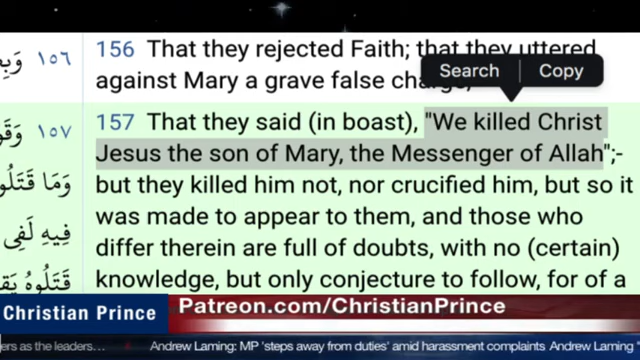 156 That they rejected Faith; that they uttered
against Mary a grave false
Search Copy
157 That they said (in boast), "We killed Christ
Jesus the son of Mary, the Messenger of Allah";-
but they killed him not, nor crucified him, but so it
was made to appear to them, and those who
differ therein are full of doubts, with no (certain)
knowledge, but only conjecture to follow, for of a
١٥٦
١٥٧
وَمَا
فِيهِ لَفِي
Christian Prince
Patreon.com/ChristianPrince
as the leaders... Andrew Laming: MP 'steps away from duties' amid harassment complaints Andrew Laming: